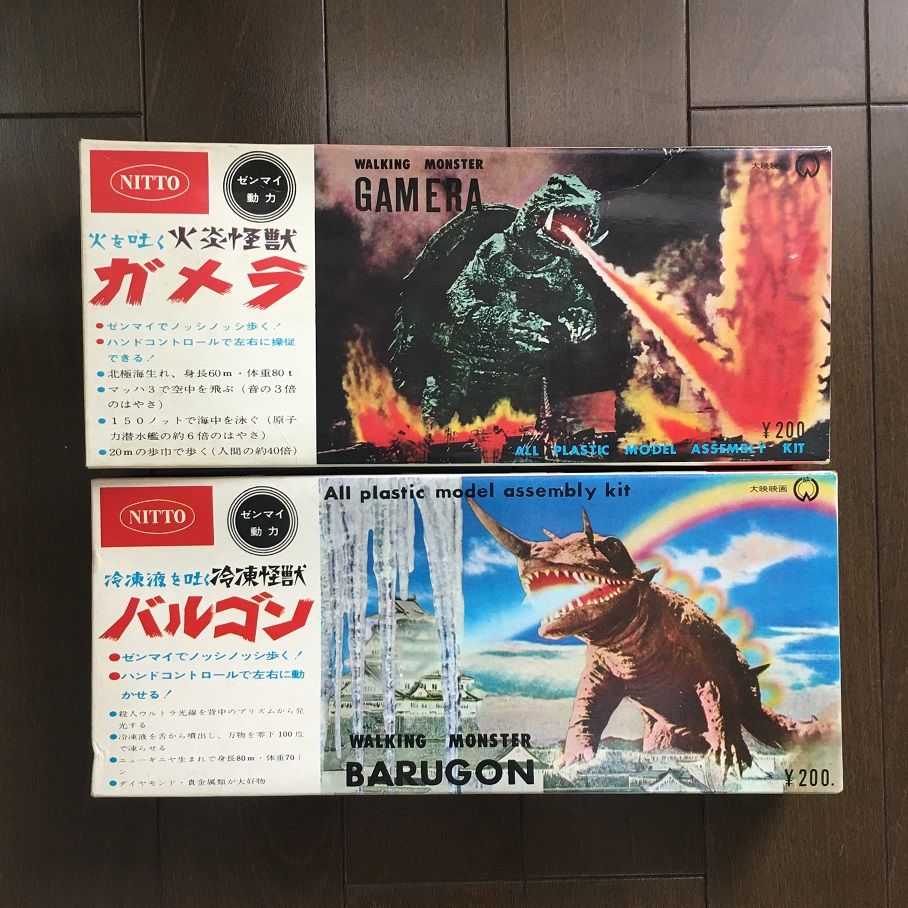 NITTO
ゼンマイ
動力
火を吐く火炎怪獣
ガメラ
●ゼンマイでノッシノッシ歩く!
●ハンドコントロールで左右に操従
できる!
●北極海生れ、身長60m・体重80t
●マッハ3で空中を飛ぶ(音の3倍
のはやさ)
●150ノットで海中を泳ぐ(原子
力潜水艦の約6倍のはやさ)
●20mの歩巾で歩く(人間の約40倍)
WALKING MONSTER
GAMERA
大映映画
¥200
ALL PLASTIC MODEL ASSEMBLY KIT
NITTO
ゼンマイ
動力
冷凍液を吐く冷凍怪獣
バルゴン
●ゼンマイでノッシノッシ歩く!
●ハンドコントロールで左右に動
かせる!
●殺人ウルトラ光線を背中のプリズムから発
光する
●冷凍液を舌から噴出し、万物を零下100度
で凍らせる
●ニューギニヤ生まれで身長80m・体重70ト
ン
●ダイヤモンド・貴金属類が大好物
All plastic model assembly kit
大映映画
WALKING MONSTER
BARUGON
¥200.